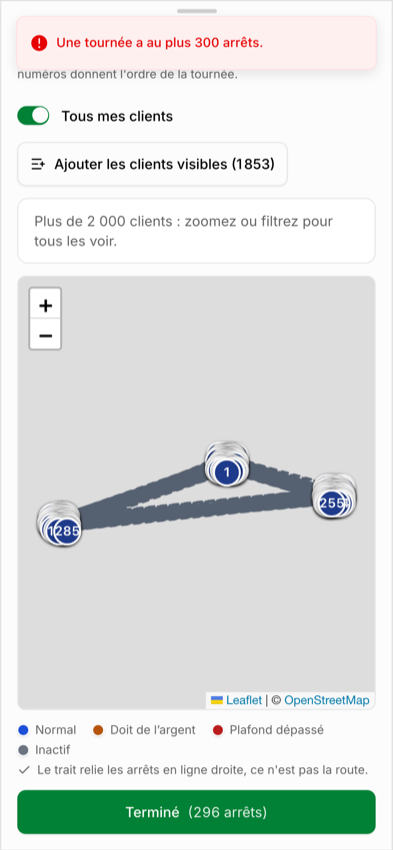 Une tournée a au plus 300 arrêts.
numéros donnent l'ordre de la tournée.
Tous mes clients
Ajouter les clients visibles (1853)
Plus de 2 000 clients : zoomez ou filtrez pour
tous les voir.
+
−
1
255
1285
Leaflet | © OpenStreetMap
Normal
Doit de l'argent
Plafond dépassé
Inactif
Le trait relie les arrêts en ligne droite, ce n'est pas la route.
Terminé (296 arrêts)